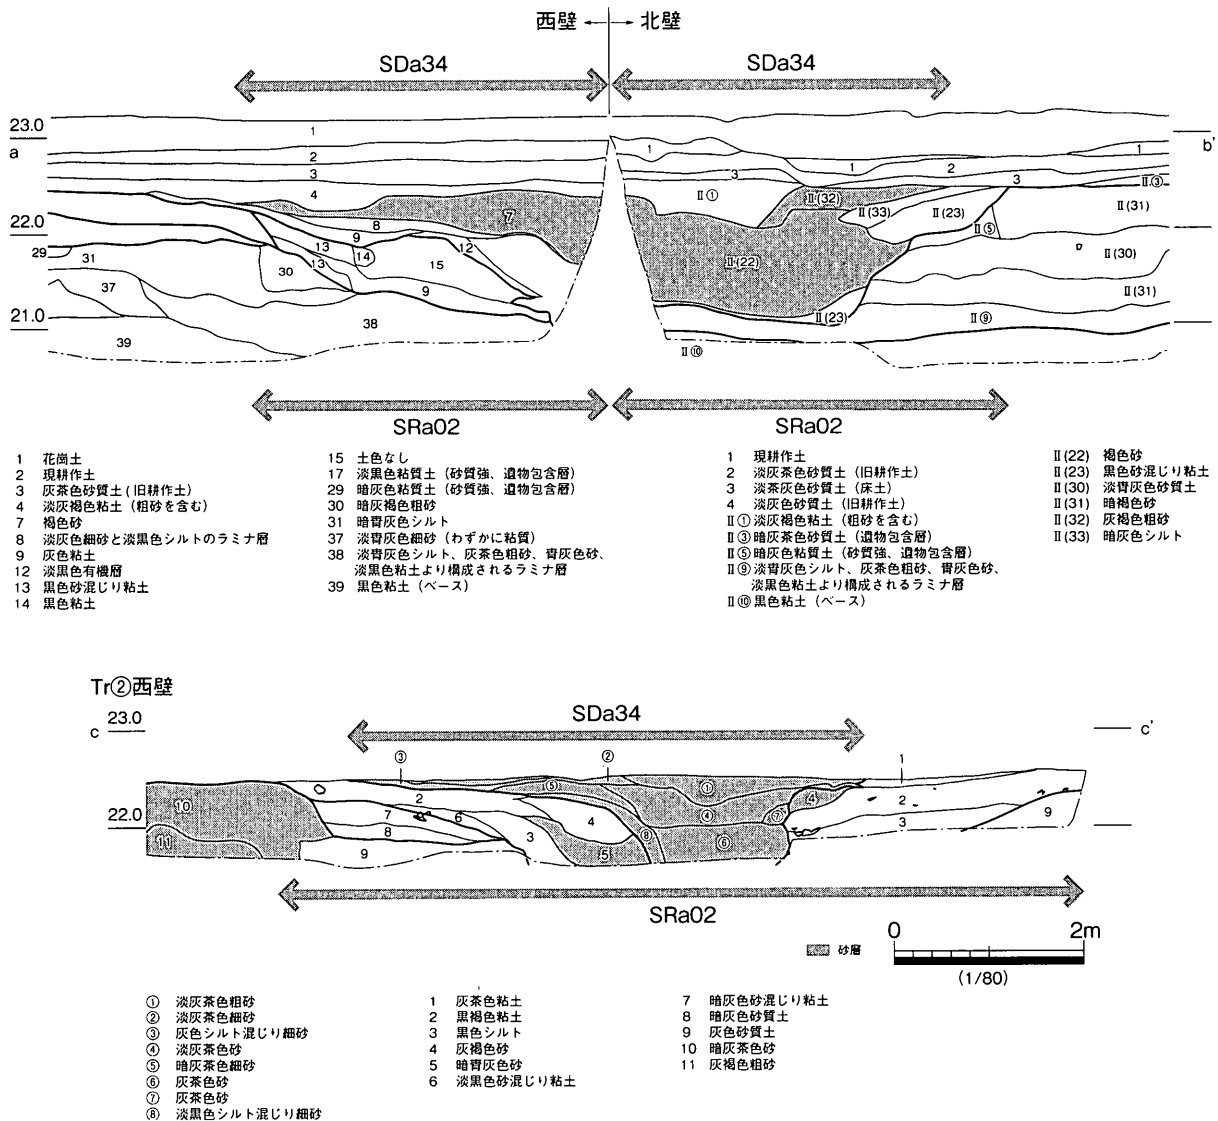 西壁 北壁
SDa34 SDa34
23.0
a b'
1 2 3 4 7 8 9 12 13 14 15 13 9 30 29 31 37 38 39
22.0
21.0
1 1 1 2 3 3 Ⅱ① Ⅱ(32) Ⅱ(33) Ⅱ(23) Ⅱ⑤ Ⅱ③ Ⅱ(31) Ⅱ(30) Ⅱ(31) Ⅱ(22) Ⅱ(23) Ⅱ⑨ Ⅱ⑩
SRa02 SRa02
1 花崗土
2 現耕作土
3 灰茶色砂質土(旧耕作土)
4 淡灰褐色粘土(粗砂を含む)
7 褐色砂
8 淡灰色細砂と淡黒色シルトのラミナ層
9 灰色粘土
12 淡黒色有機層
13 黒色砂混じり粘土
14 黒色粘土
15 土色なし
17 淡黒色粘質土(砂質強、遺物包含層)
29 暗灰色粘質土(砂質強、遺物包含層)
30 暗灰褐色粗砂
31 暗青灰色シルト
37 淡青灰色細砂(わずかに粘質)
38 淡青灰色シルト、灰茶色粗砂、青灰色砂、
淡黒色粘土より構成されるラミナ層
39 黒色粘土(ベース)
1 現耕作土
2 淡灰茶色砂質土(旧耕作土)
3 淡茶灰色砂質土(床土)
4 淡灰色砂質土(旧耕作土)
Ⅱ① 淡灰褐色粘土(粗砂を含む)
Ⅱ③ 暗灰茶色砂質土(遺物包含層)
Ⅱ⑤ 暗灰色粘質土(砂質強、遺物包含層)
Ⅱ⑨ 淡青灰色シルト、灰茶色粗砂、青灰色砂、
淡黒色粘土より構成されるラミナ層
Ⅱ⑩ 黒色粘土(ベース)
Ⅱ(22) 褐色砂
Ⅱ(23) 黒色砂混じり粘土
Ⅱ(30) 淡青灰色砂質土
Ⅱ(31) 暗褐色砂
Ⅱ(32) 灰褐色粗砂
Ⅱ(33) 暗灰色シルト
Tr②西壁
SDa34
c 23.0 c'
③ ② 1
10 11 7 8 9 2 6 3 4 5 ⑤ ⑧ ① ④ ⑥ ⑦ 4 2 3 9
22.0
SRa02
0 2m
砂層
(1/80)
① 淡灰茶色粗砂
② 淡灰茶色細砂
③ 灰色シルト混じり細砂
④ 淡灰茶色砂
⑤ 暗灰茶色細砂
⑥ 灰茶色砂
⑦ 灰茶色砂
⑧ 淡黒色シルト混じり細砂
1 灰茶色粘土
2 黒褐色粘土
3 黒色シルト
4 灰褐色砂
5 暗青灰色砂
6 淡黒色砂混じり粘土
7 暗灰色砂混じり粘土
8 暗灰色砂質土
9 灰色砂質土
10 暗灰茶色砂
11 灰褐色粗砂